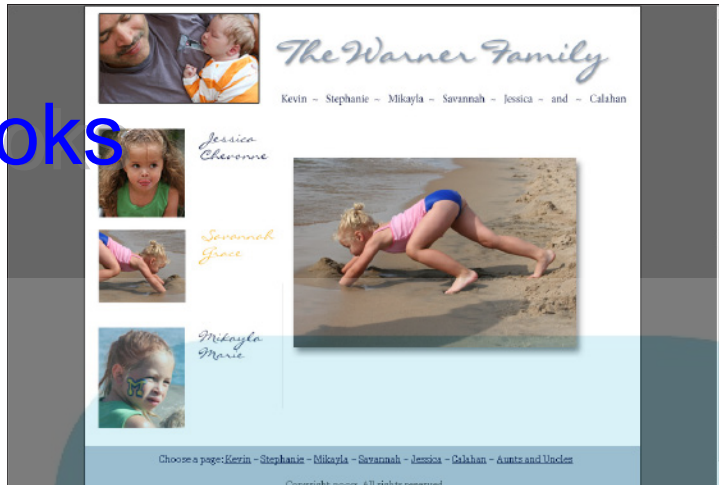 The Warner Family
Kevin ~ Stephanie ~ Mikayla ~ Savannah ~ Jessica ~ and ~ Calahan
oks
Jessica
Chevonne
Savannah
Grace
Mikayla
Marie
M
Choose a page: Kevin ~ Stephanie ~ Mikayla ~ Savannah ~ Jessica ~ Calahan ~ Aunts and Uncles